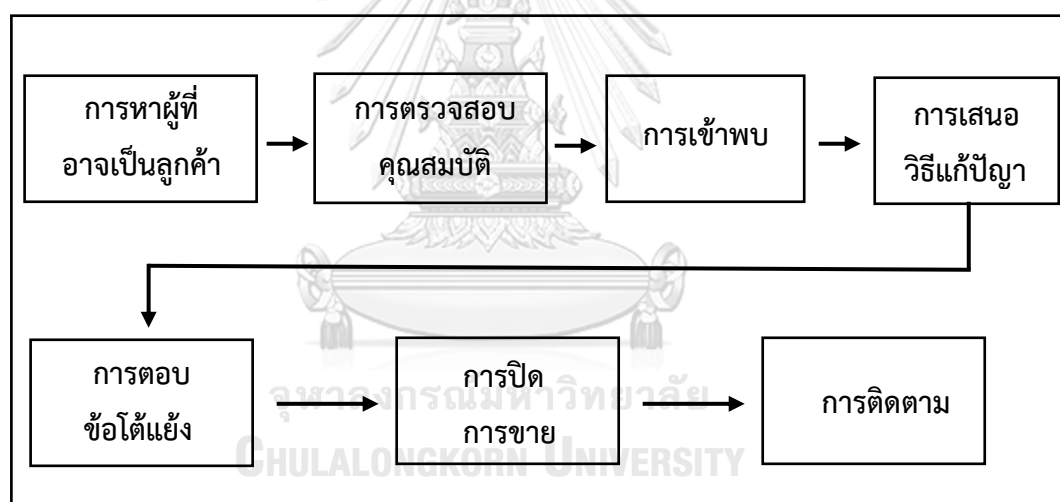 การหาผู้ที่
อาจเป็นลูกค้า
การตรวจสอบ
คุณสมบัติ
การเข้าพบ
การเสนอ
วิธีแก้ปัญา
การตอบ
ข้อโต้แย้ง
การปิด
การขาย
การติดตาม
จุฬาลงกรณ์มหาวิทยาลัย
CHULALONGKORN UNIVERSITY